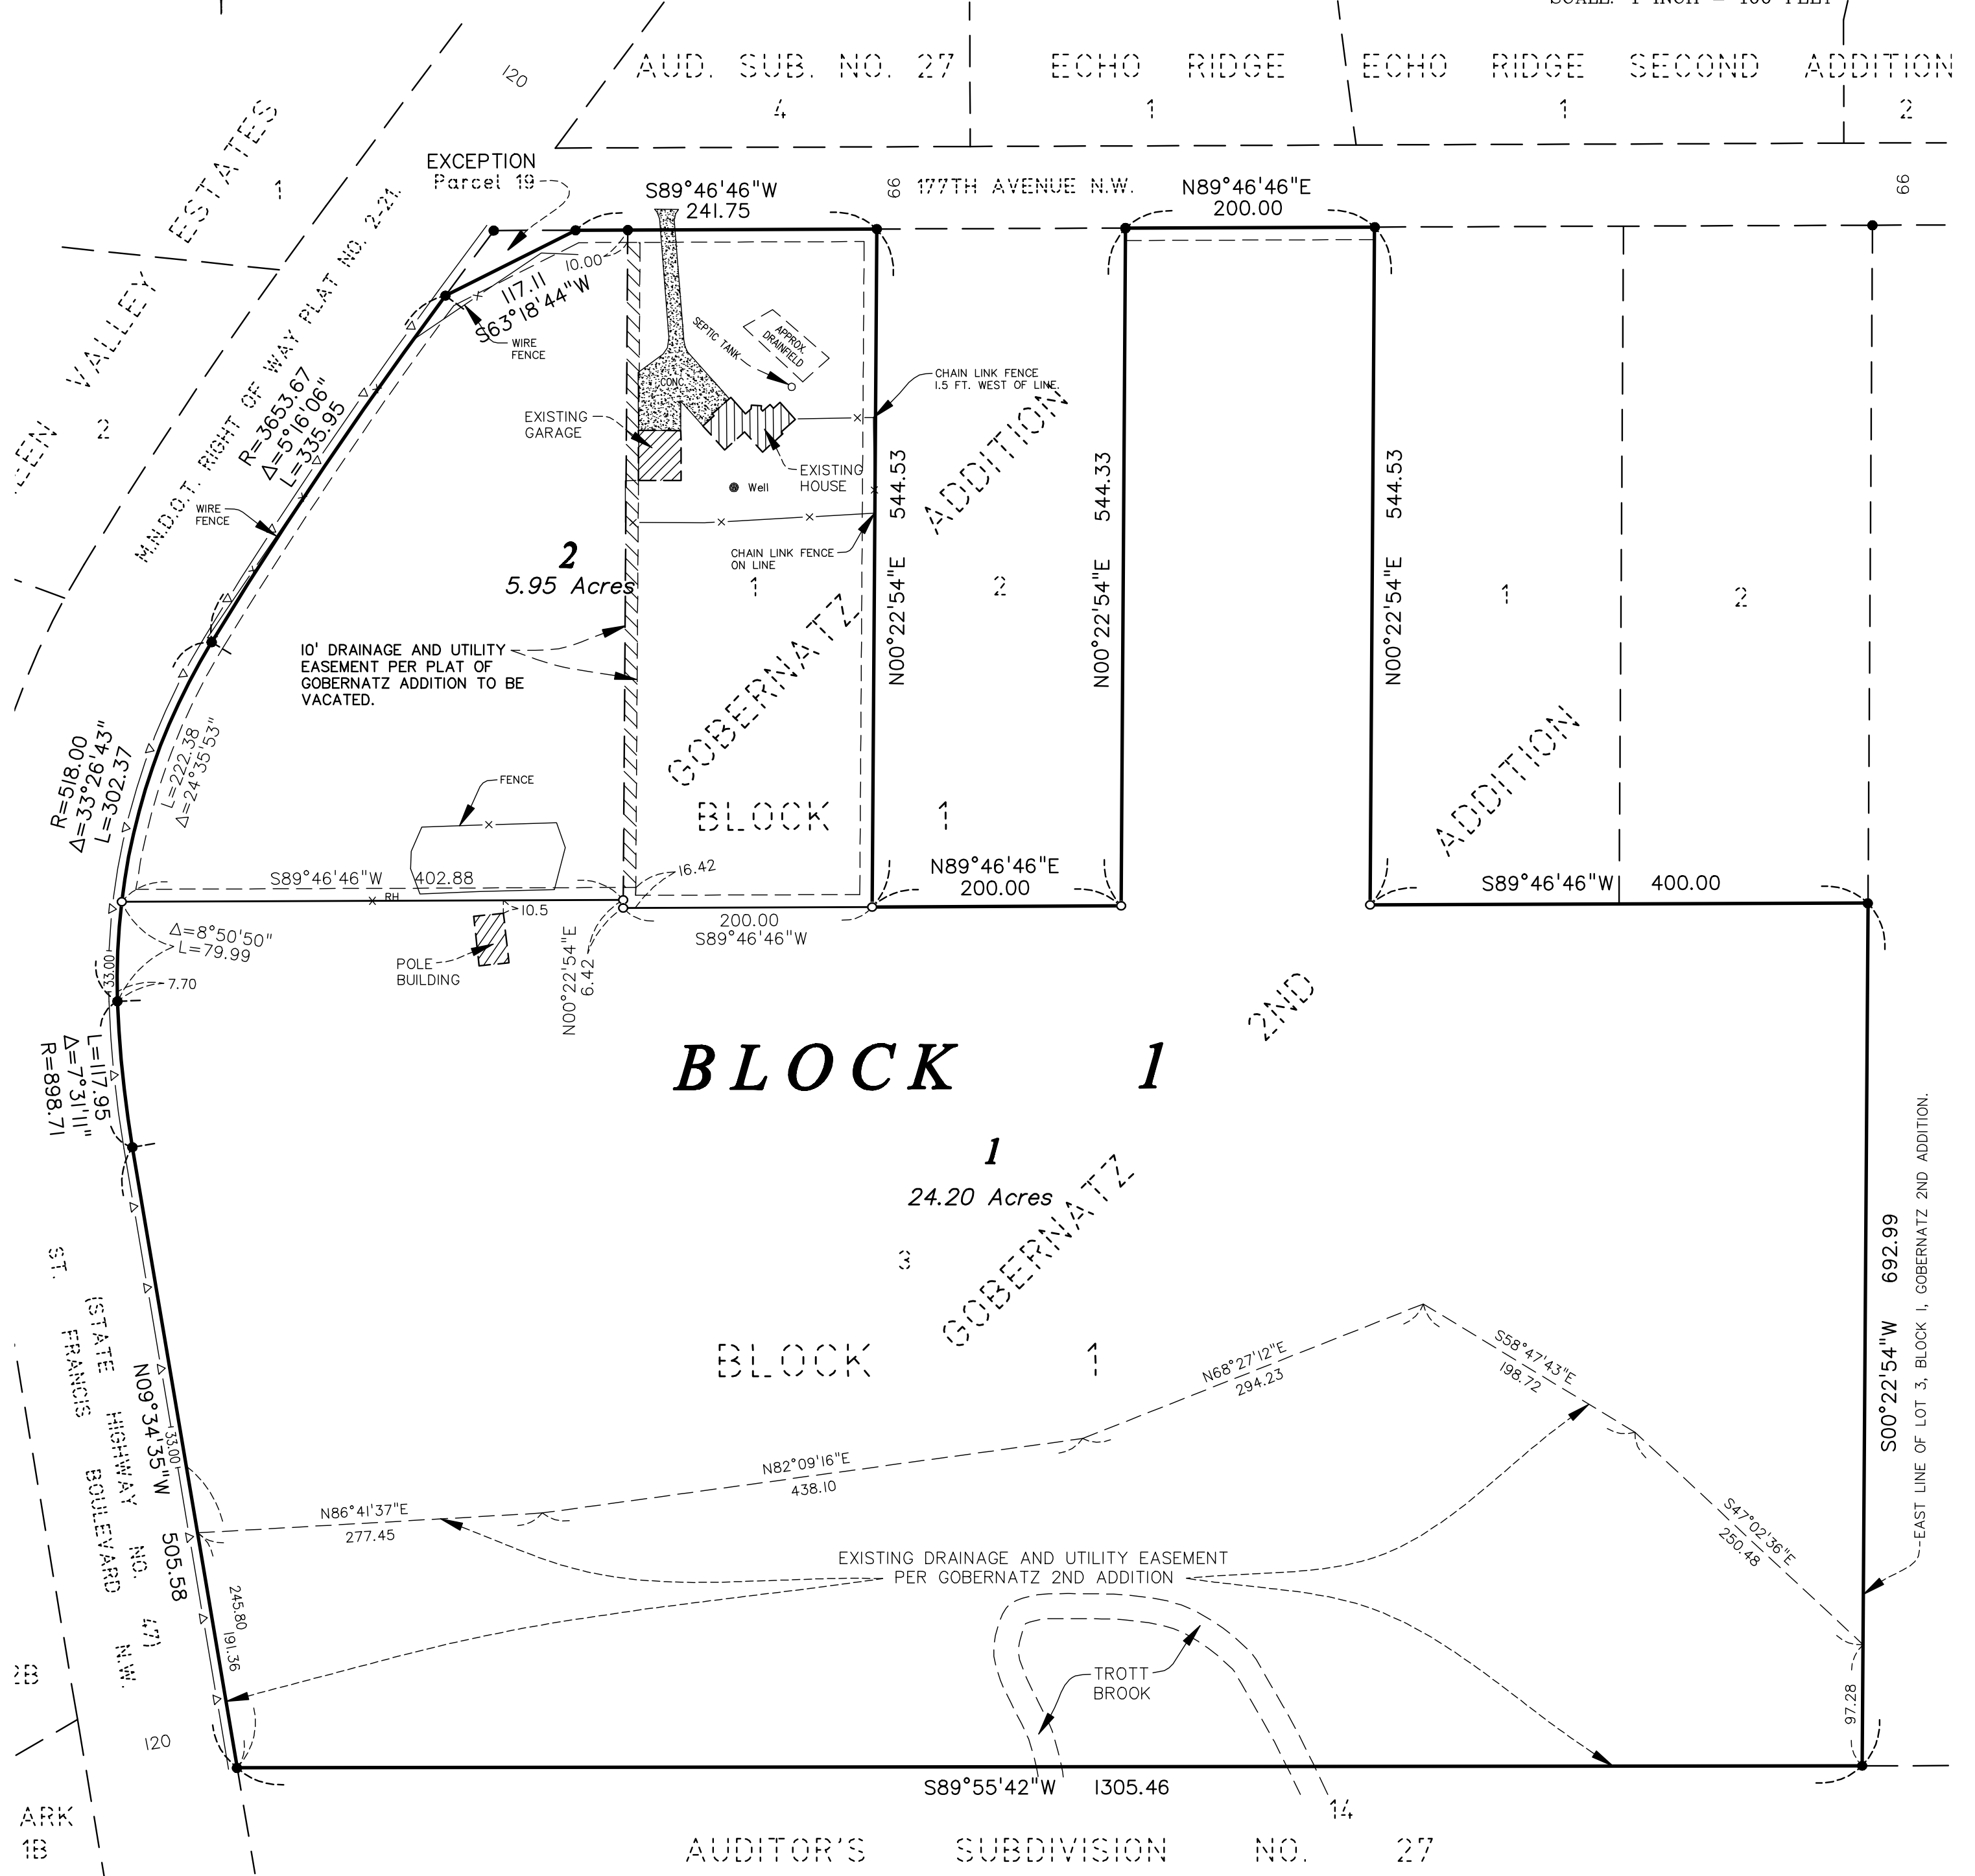 AUD. SUB. NO. 27
ECHO RIDGE
ECHO RIDGE SECOND ADDITION
4
1
1
2
120
EXCEPTION
Parcel 19
S89°46'46"W
241.75
66
177TH AVENUE N.W.
N89°46'46"E
200.00
66
ESTATES
1
VALLEY
2
M.N.D.O.T. RIGHT OF WAY PLAT NO. 2-21.
10.00
117.11
S63°18'44"W
WIRE
FENCE
R=3653.67
Δ=5°16'06"
L=335.95
WIRE
FENCE
SEPTIC TANK
APPROX.
DRAINFIELD
CONC.
EXISTING
GARAGE
EXISTING
HOUSE
Well
CHAIN LINK FENCE
1.5 FT. WEST OF LINE.
CHAIN LINK FENCE
ON LINE
2
5.95 Acres
1
2
10' DRAINAGE AND UTILITY
EASEMENT PER PLAT OF
GOBERNATZ ADDITION TO BE
VACATED.
GOBERNATZ
ADDITION
BLOCK 1
N00°22'54"E 544.53
N00°22'54"E 544.33
N00°22'54"E 544.53
1
2
R=518.00
Δ=33°26'43"
L=302.37
L=222.38
Δ=24°35'53"
FENCE
S89°46'46"W 402.88
RH
10.5
16.42
200.00
S89°46'46"W
N89°46'46"E
200.00
S89°46'46"W 400.00
Δ=8°50'50"
L=79.99
7.70
33.00
POLE
BUILDING
N00°22'54"E
6.42
L=117.95
Δ=7°31'11"
R=898.71
BLOCK 1
1
24.20 Acres
3
GOBERNATZ
2ND
ADDITION
BLOCK 1
S00°22'54"W 692.99
EAST LINE OF LOT 3, BLOCK 1, GOBERNATZ 2ND ADDITION.
ST. FRANCIS BOULEVARD N.W.
(STATE HIGHWAY NO. 47)
N09°34'35"W 505.58
33.00
N86°41'37"E
277.45
N82°09'16"E
438.10
N68°27'12"E
294.23
S58°47'43"E
198.72
S47°02'36"E
250.48
245.80
191.36
EXISTING DRAINAGE AND UTILITY EASEMENT
PER GOBERNATZ 2ND ADDITION
TROTT
BROOK
97.28
120
S89°55'42"W 1305.46
14
ARK
1B
AUDITOR'S SUBDIVISION NO. 27